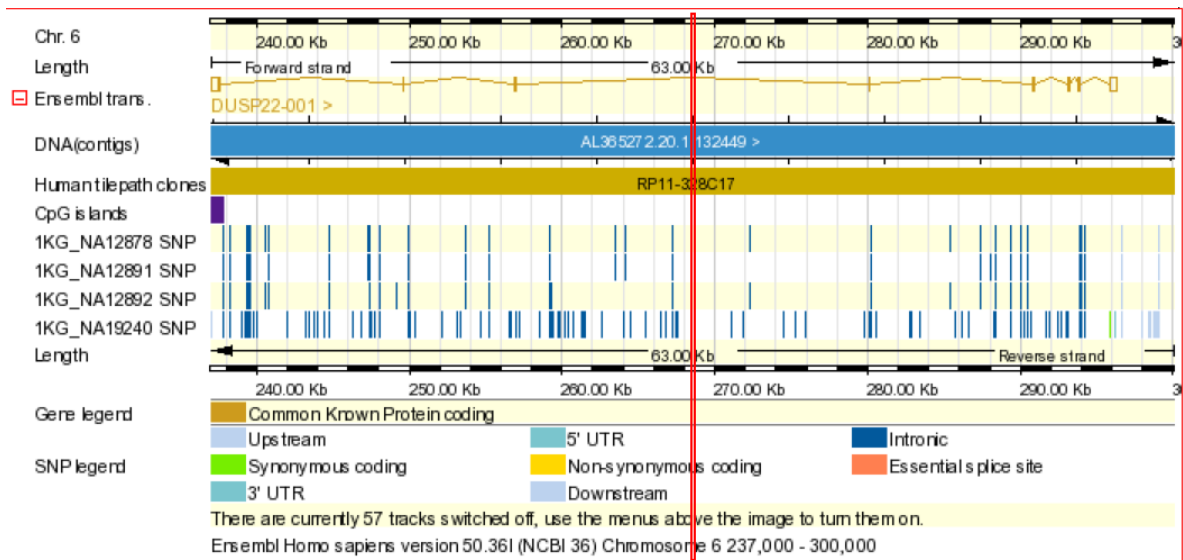 Chr. 6
240.00 Kb 250.00 Kb 260.00 Kb 270.00 Kb 280.00 Kb 290.00 Kb 3
Length Forward strand 63.00 Kb
Ensembl trans.
DUSP22-001 >
DNA(contigs) AL365272.20.1.132449 >
Human tilepath clones RP11-328C17
CpG islands
1KG_NA12878 SNP
1KG_NA12891 SNP
1KG_NA12892 SNP
1KG_NA19240 SNP
Length 63.00 Kb Reverse strand
240.00 Kb 250.00 Kb 260.00 Kb 270.00 Kb 280.00 Kb 290.00 Kb 3
Gene legend Common Known Protein coding
Upstream 5' UTR Intronic
SNP legend Synonymous coding Non-synonymous coding Essential splice site
3' UTR Downstream
There are currently 57 tracks switched off, use the menus above the image to turn them on.
Ensembl Homo sapiens version 50.36l (NCBI 36) Chromosome 6 237,000 - 300,000